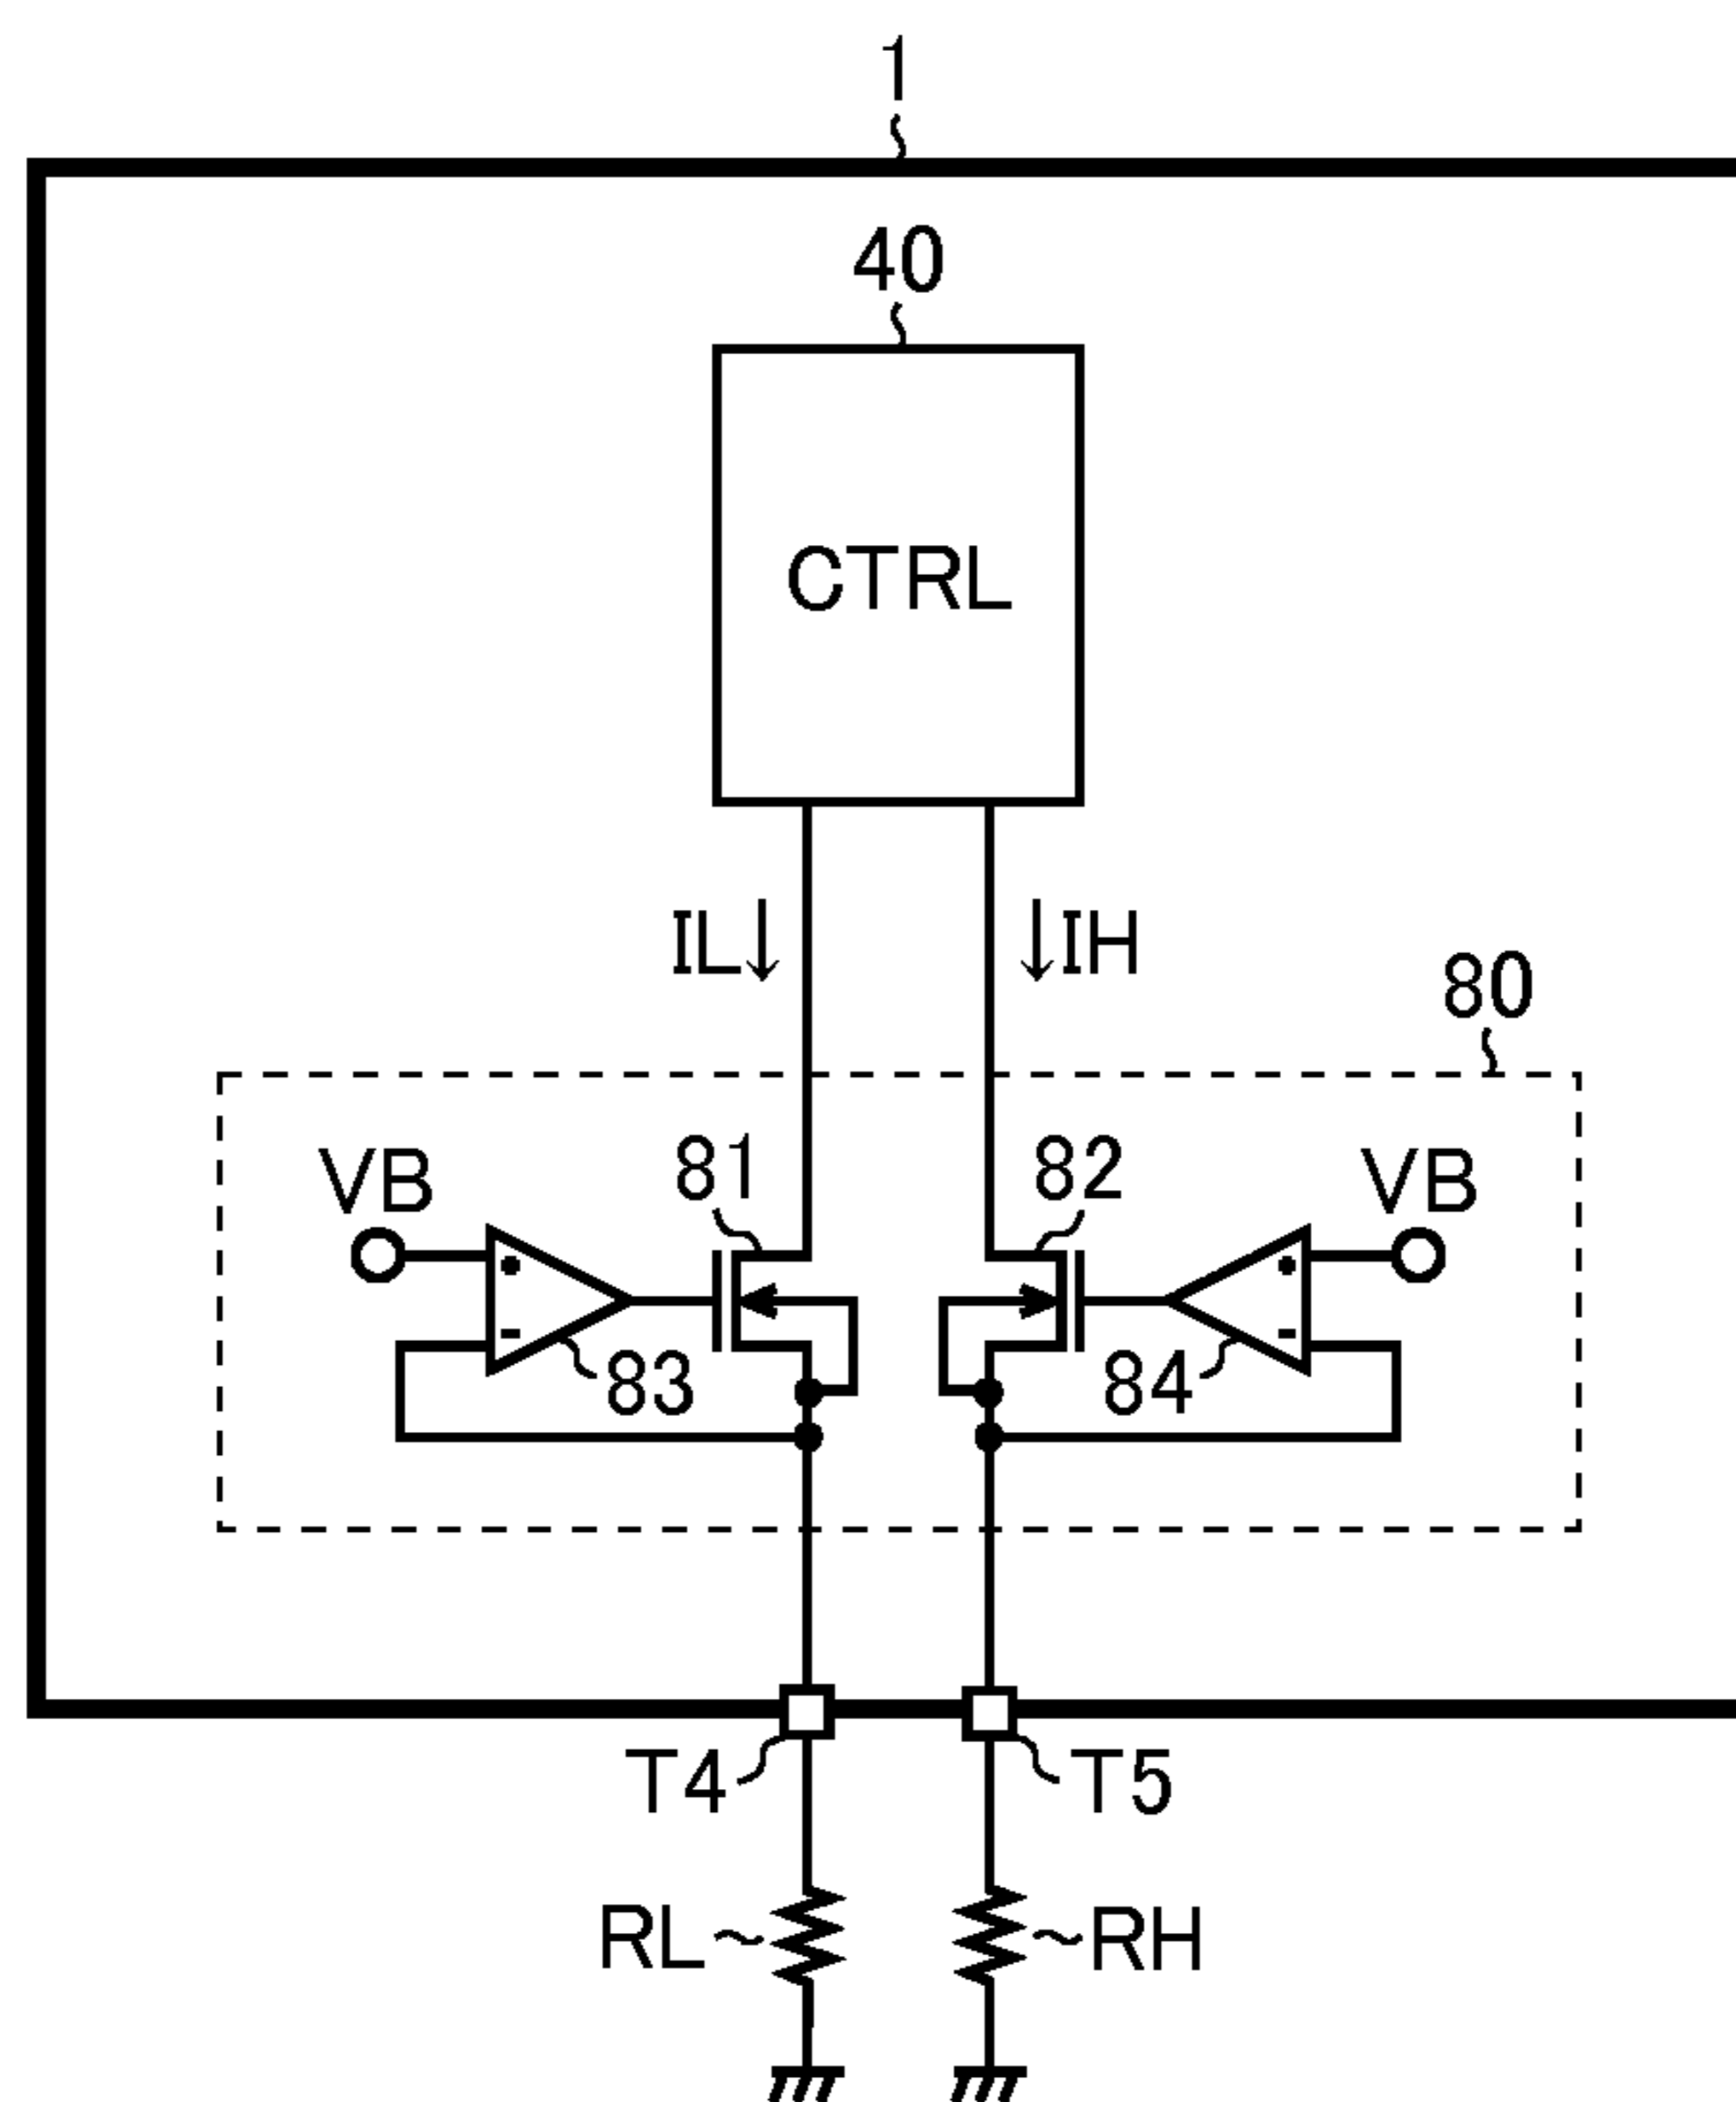 1
40
CTRL
IL IH
80
VB 81 82 VB
+ +
- -
83 84
T4 T5
RL RH